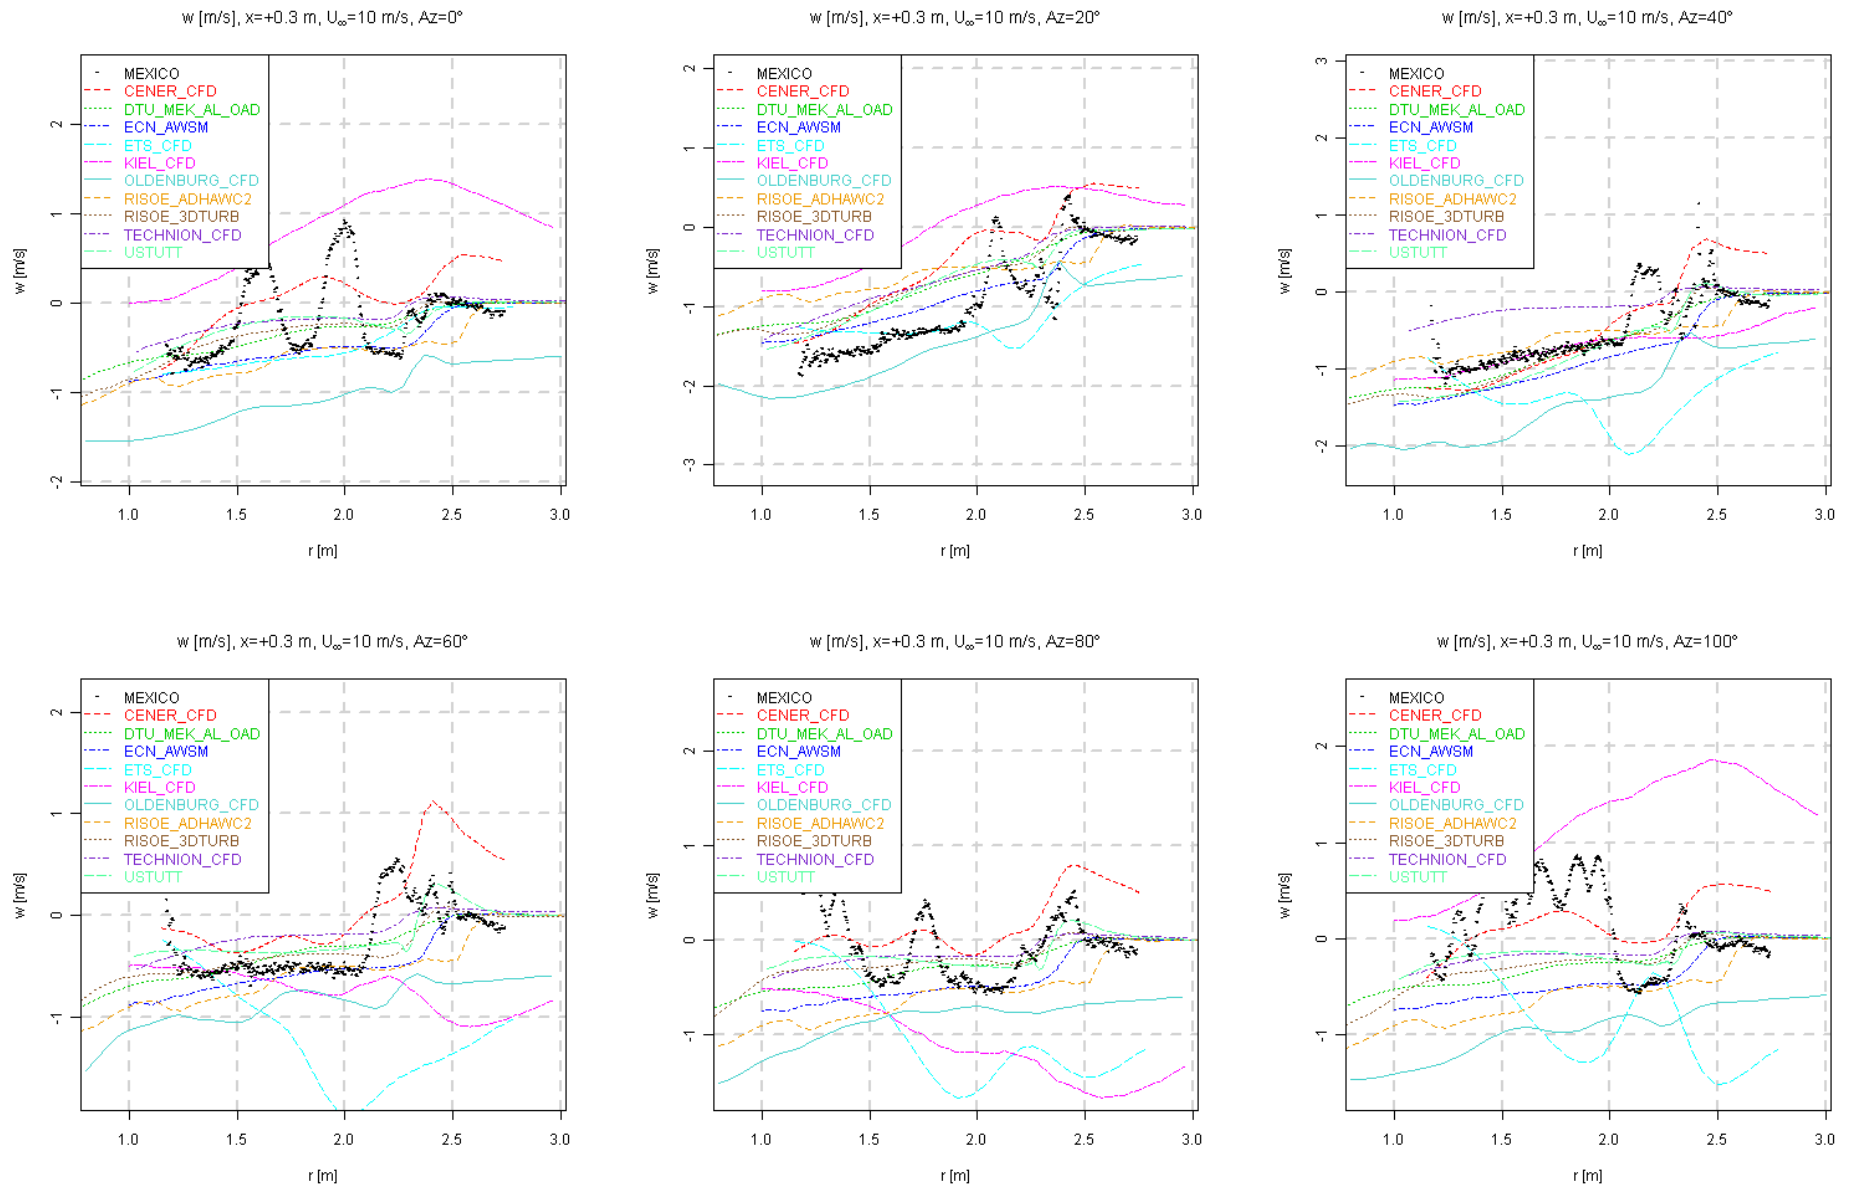 w [m/s], x=+0.3 m, U∞=10 m/s, Az=0°
MEXICO
CENER_CFD
DTU_MEK_AL_OAD
ECN_AWSM
ETS_CFD
KIEL_CFD
OLDENBURG_CFD
RISOE_ADHAWC2
RISOE_3DTURB
TECHNION_CFD
USTUTT
2
1
0
-1
-2
w [m/s]
1.0 1.5 2.0 2.5 3.0
r [m]
w [m/s], x=+0.3 m, U∞=10 m/s, Az=20°
MEXICO
CENER_CFD
DTU_MEK_AL_OAD
ECN_AWSM
ETS_CFD
KIEL_CFD
OLDENBURG_CFD
RISOE_ADHAWC2
RISOE_3DTURB
TECHNION_CFD
USTUTT
2
1
0
-1
-2
-3
w [m/s]
1.0 1.5 2.0 2.5 3.0
r [m]
w [m/s], x=+0.3 m, U∞=10 m/s, Az=40°
MEXICO
CENER_CFD
DTU_MEK_AL_OAD
ECN_AWSM
ETS_CFD
KIEL_CFD
OLDENBURG_CFD
RISOE_ADHAWC2
RISOE_3DTURB
TECHNION_CFD
USTUTT
3
2
1
0
-1
-2
w [m/s]
1.0 1.5 2.0 2.5 3.0
r [m]
w [m/s], x=+0.3 m, U∞=10 m/s, Az=60°
MEXICO
CENER_CFD
DTU_MEK_AL_OAD
ECN_AWSM
ETS_CFD
KIEL_CFD
OLDENBURG_CFD
RISOE_ADHAWC2
RISOE_3DTURB
TECHNION_CFD
USTUTT
2
1
0
-1
w [m/s]
1.0 1.5 2.0 2.5 3.0
r [m]
w [m/s], x=+0.3 m, U∞=10 m/s, Az=80°
MEXICO
CENER_CFD
DTU_MEK_AL_OAD
ECN_AWSM
ETS_CFD
KIEL_CFD
OLDENBURG_CFD
RISOE_ADHAWC2
RISOE_3DTURB
TECHNION_CFD
USTUTT
2
1
0
-1
w [m/s]
1.0 1.5 2.0 2.5 3.0
r [m]
w [m/s], x=+0.3 m, U∞=10 m/s, Az=100°
MEXICO
CENER_CFD
DTU_MEK_AL_OAD
ECN_AWSM
ETS_CFD
KIEL_CFD
OLDENBURG_CFD
RISOE_ADHAWC2
RISOE_3DTURB
TECHNION_CFD
USTUTT
2
1
0
-1
w [m/s]
1.0 1.5 2.0 2.5 3.0
r [m]